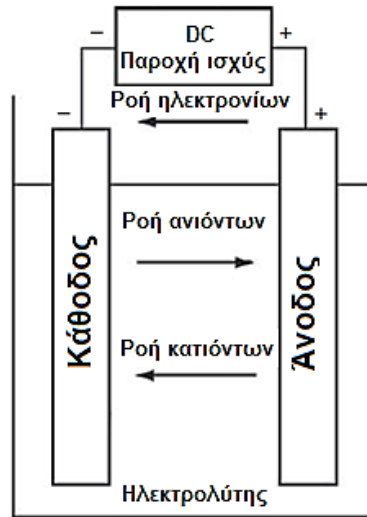 DC
Παροχή ισχύς
− +
Ροή ηλεκτρονίων
− +
Ροή ανιόντων
Κάθοδος
Άνοδος
Ροή κατιόντων
Ηλεκτρολύτης